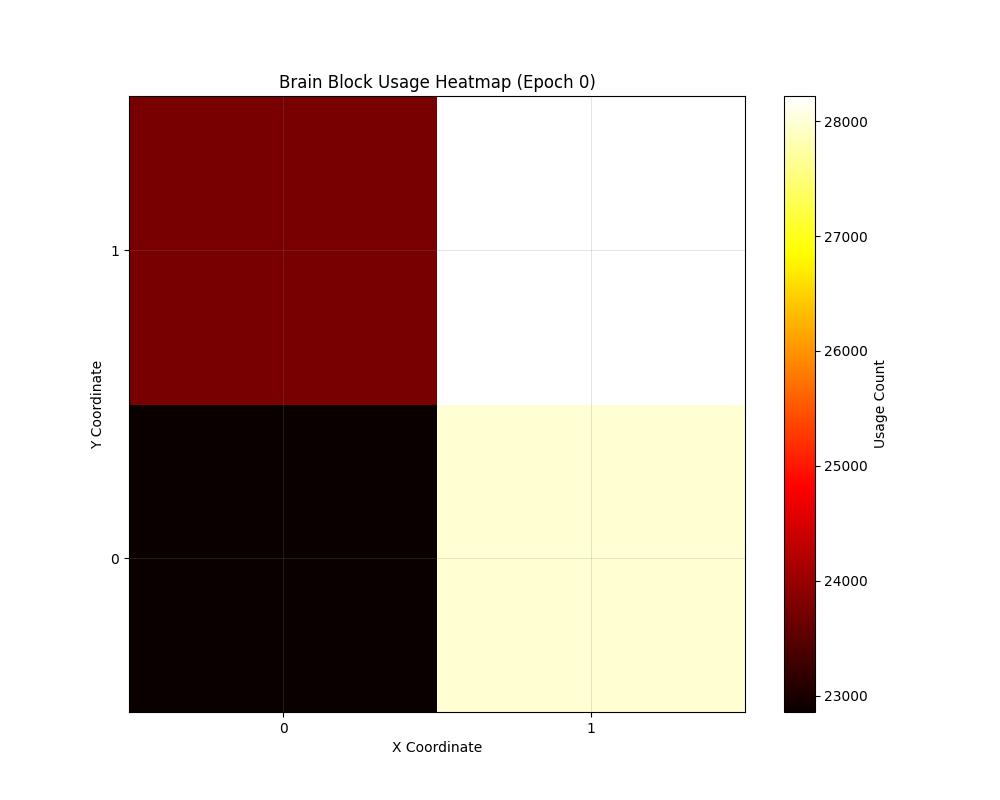 Brain Block Usage Heatmap (Epoch 0)
28000
27000
26000
25000
24000
23000
Usage Count
1
0
Y Coordinate
0 1
X Coordinate